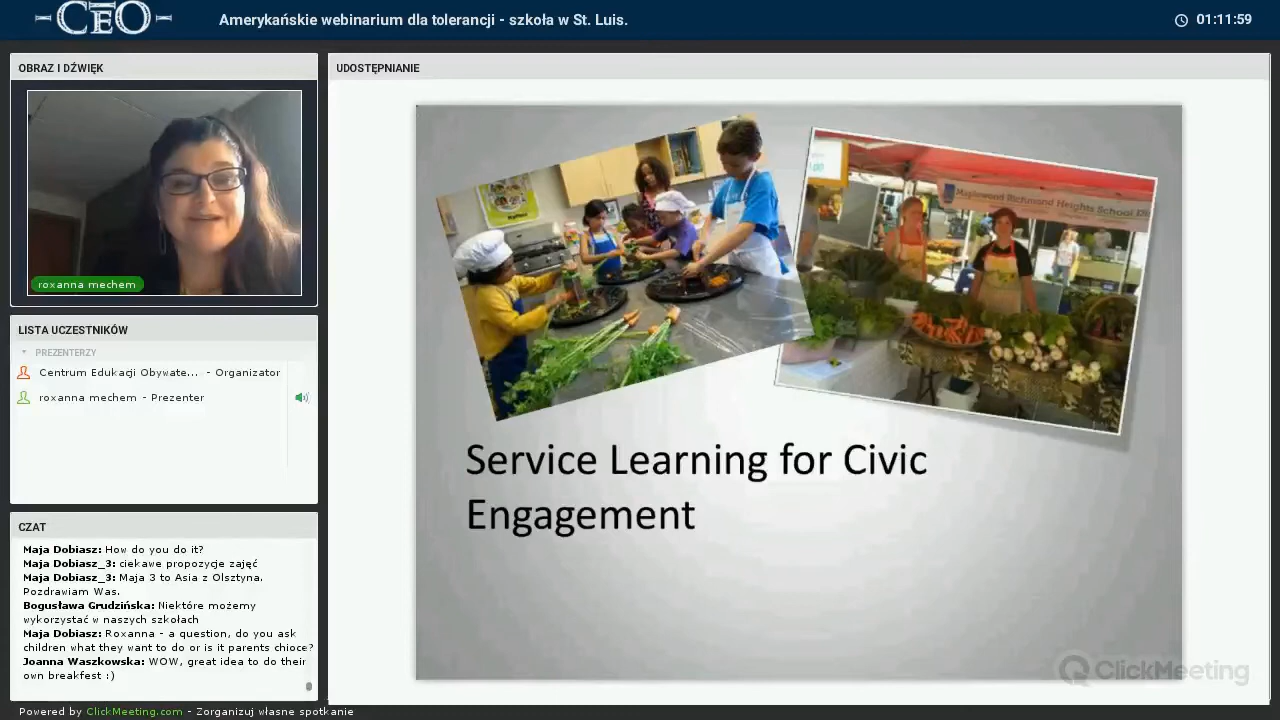 CEO
Amerykańskie webinarium dla tolerancji - szkoła w St. Luis.
01:11:59
OBRAZ I DŹWIĘK
roxanna mechem
LISTA UCZESTNIKÓW
PREZENTERZY
Centrum Edukacji Obywate... - Organizator
roxanna mechem - Prezenter
CZAT
Maja Dobiasz: How do you do it?
Maja Dobiasz_3: ciekawe propozycje zajęć
Maja Dobiasz_3: Maja 3 to Asia z Olsztyna.
Pozdrawiam Was.
Bogusława Grudzińska: Niektóre możemy
wykorzystać w naszych szkołach
Maja Dobiasz: Roxanna - a question, do you ask
children what they want to do or is it parents chioce?
Joanna Waszkowska: WOW, great idea to do their
own breakfest :)
UDOSTĘPNIANIE
Maplewood Richmond Heights School Di
Service Learning for Civic
Engagement
ClickMeeting
Powered by ClickMeeting.com - Zorganizuj własne spotkanie